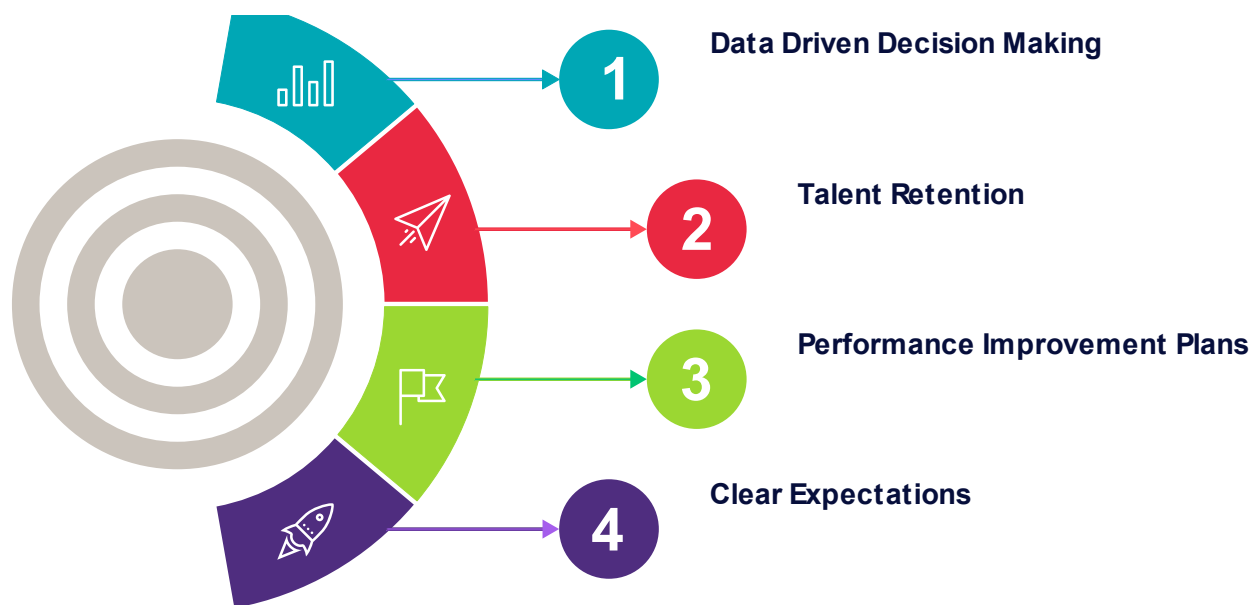 1
Data Driven Decision Making
2
Talent Retention
3
Performance Improvement Plans
4
Clear Expectations